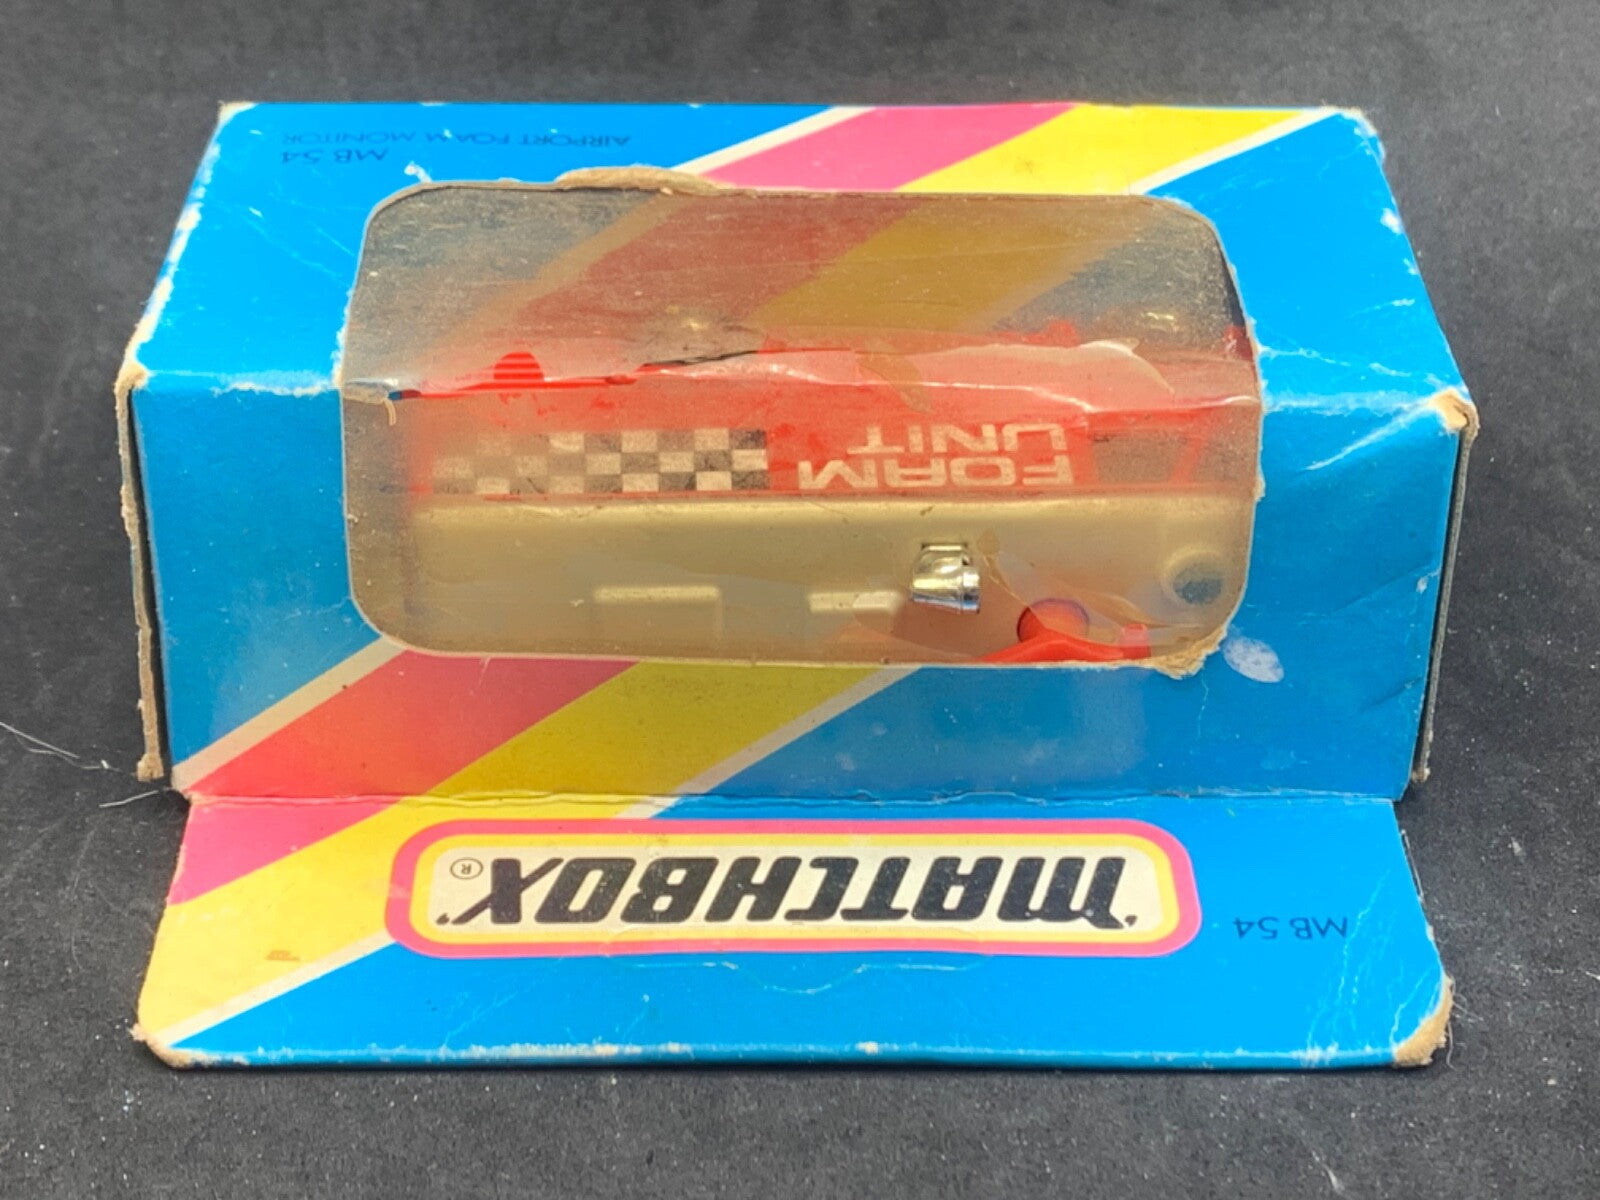 MB 54
'MATCHBOX'®
FOAM
UNIT
MB 54
AIRPORT FOAM MONITOR